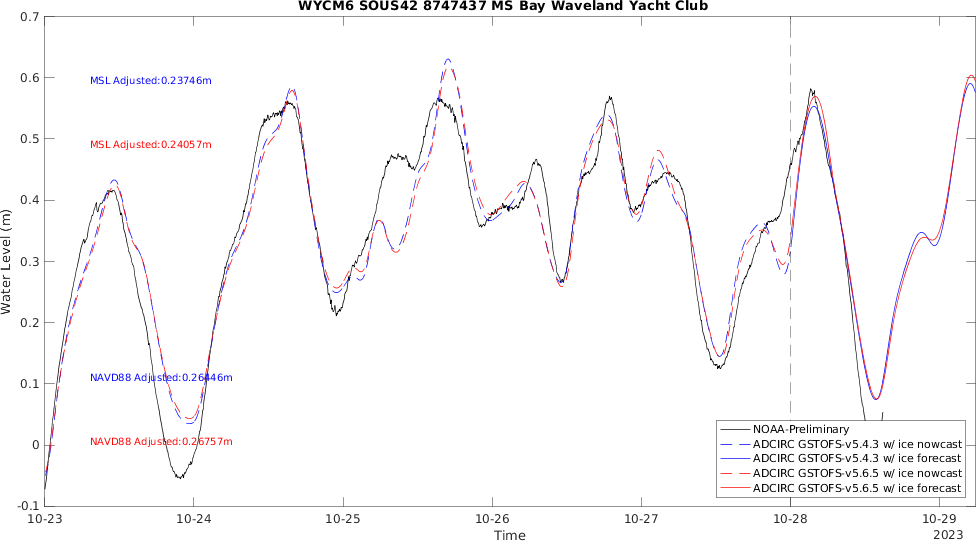 WYCM6 SOUS42 8747437 MS Bay Waveland Yacht Club
0.7
0.6
0.5
0.4
0.3
0.2
0.1
0
-0.1
Water Level (m)
MSL Adjusted:0.23746m
MSL Adjusted:0.24057m
NAVD88 Adjusted:0.26446m
NAVD88 Adjusted:0.26757m
NOAA-Preliminary
ADCIRC GSTOFS-v5.4.3 w/ ice nowcast
ADCIRC GSTOFS-v5.4.3 w/ ice forecast
ADCIRC GSTOFS-v5.6.5 w/ ice nowcast
ADCIRC GSTOFS-v5.6.5 w/ ice forecast
10-23 10-24 10-25 10-26 10-27 10-28 10-29
2023
Time